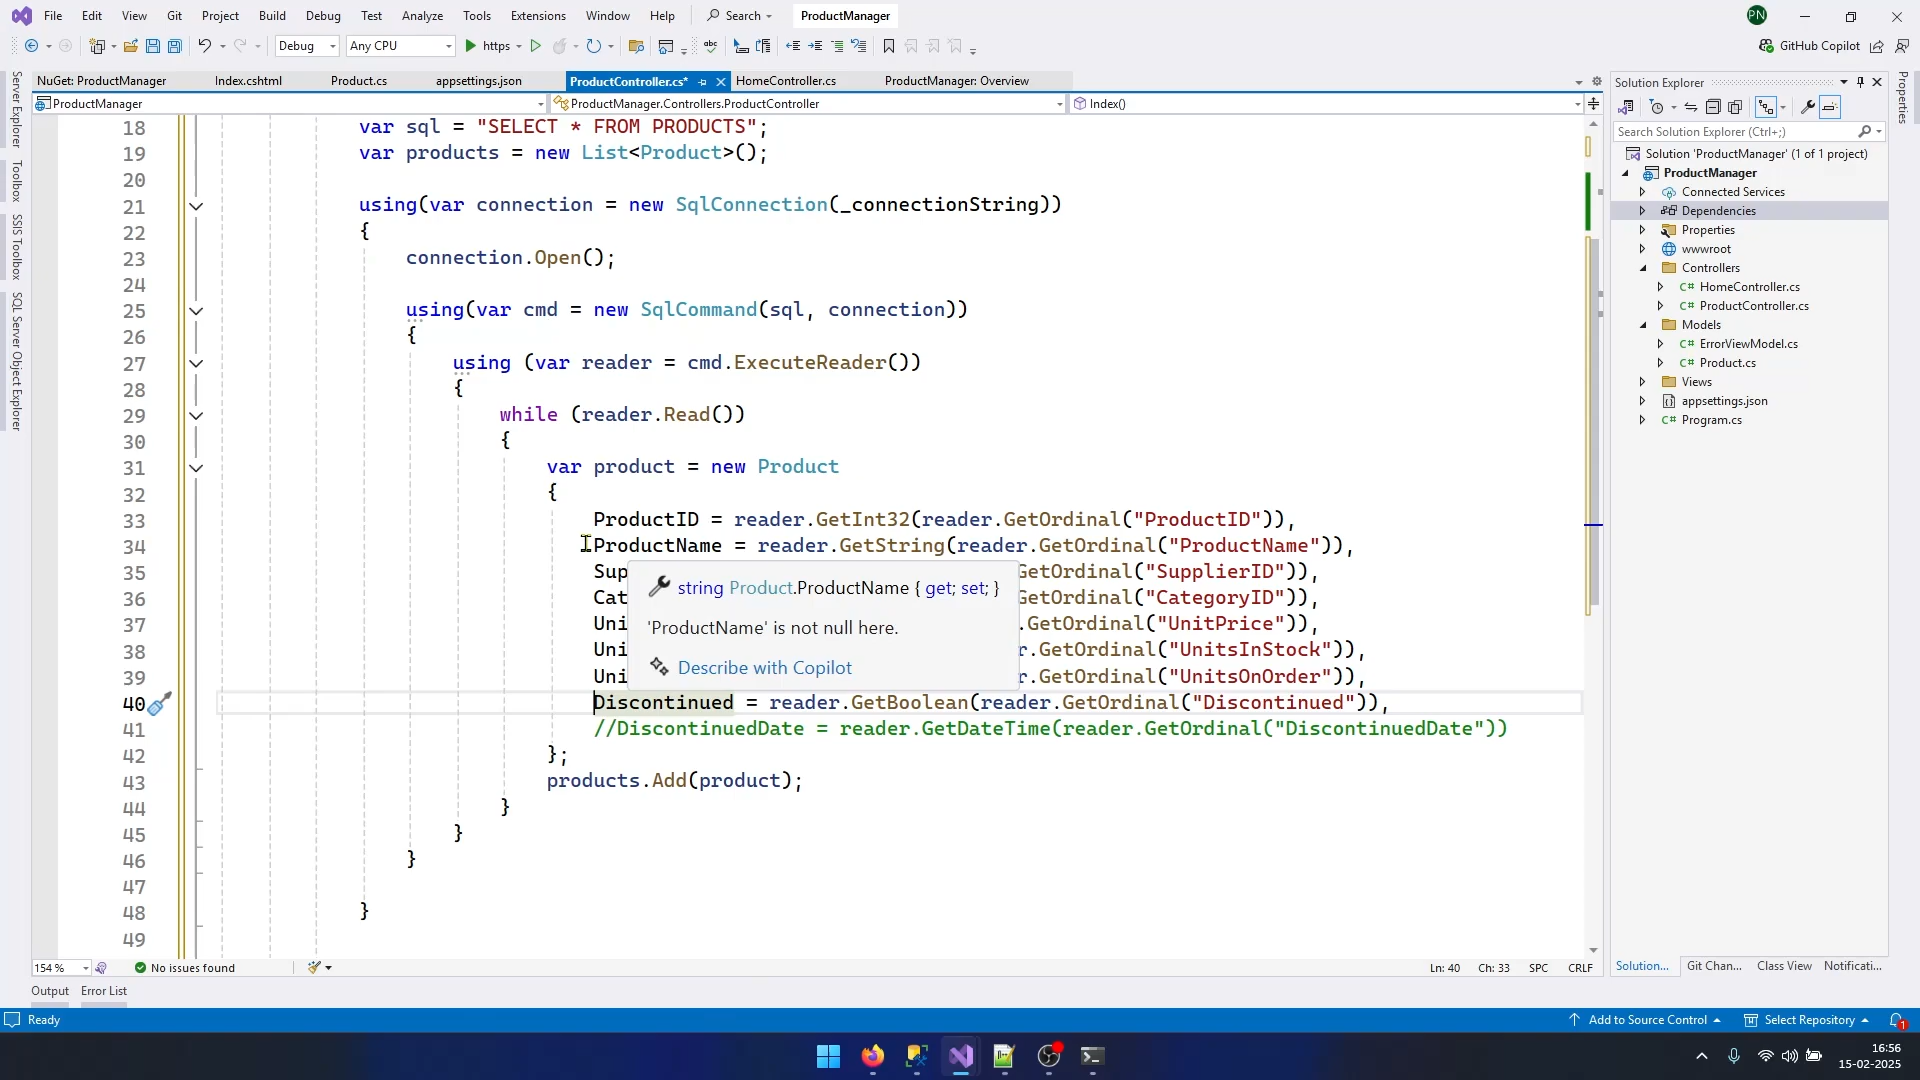 File Edit View Git Project Build Debug Test Analyze Tools Extensions Window Help Search ProductManager PN
Debug Any CPU https GitHub Copilot
NuGet: ProductManager Index.cshtml Product.cs appsettings.json ProductController.cs* HomeController.cs ProductManager: Overview
ProductManager ProductManager.Controllers.ProductController Index()
Server Explorer
Toolbox
SSIS Toolbox
SQL Server Object Explorer
18 var sql = "SELECT * FROM PRODUCTS";
19 var products = new List<Product>();
20
21 using(var connection = new SqlConnection(_connectionString))
22 {
23 connection.Open();
24
25 using(var cmd = new SqlCommand(sql, connection))
26 {
27 using (var reader = cmd.ExecuteReader())
28 {
29 while (reader.Read())
30 {
31 var product = new Product
32 {
33 ProductID = reader.GetInt32(reader.GetOrdinal("ProductID")),
34 ProductName = reader.GetString(reader.GetOrdinal("ProductName")),
35 Sup GetOrdinal("SupplierID")),
36 Cat GetOrdinal("CategoryID")),
37 Uni .GetOrdinal("UnitPrice")),
38 Uni r.GetOrdinal("UnitsInStock")),
39 Uni r.GetOrdinal("UnitsOnOrder")),
string Product.ProductName { get; set; }
'ProductName' is not null here.
Describe with Copilot
40 Discontinued = reader.GetBoolean(reader.GetOrdinal("Discontinued")),
41 //DiscontinuedDate = reader.GetDateTime(reader.GetOrdinal("DiscontinuedDate"))
42 };
43 products.Add(product);
44 }
45 }
46 }
47
48 }
49
154 % No issues found Ln: 40 Ch: 33 SPC CRLF
Output Error List
Solution Explorer
Search Solution Explorer (Ctrl+;)
Solution 'ProductManager' (1 of 1 project)
ProductManager
Connected Services
Dependencies
Properties
wwwroot
Controllers
C# HomeController.cs
C# ProductController.cs
Models
C# ErrorViewModel.cs
C# Product.cs
Views
appsettings.json
C# Program.cs
Solution... Git Chan... Class View Notificati...
Properties
Ready Add to Source Control Select Repository 1
16:56
15-02-2025